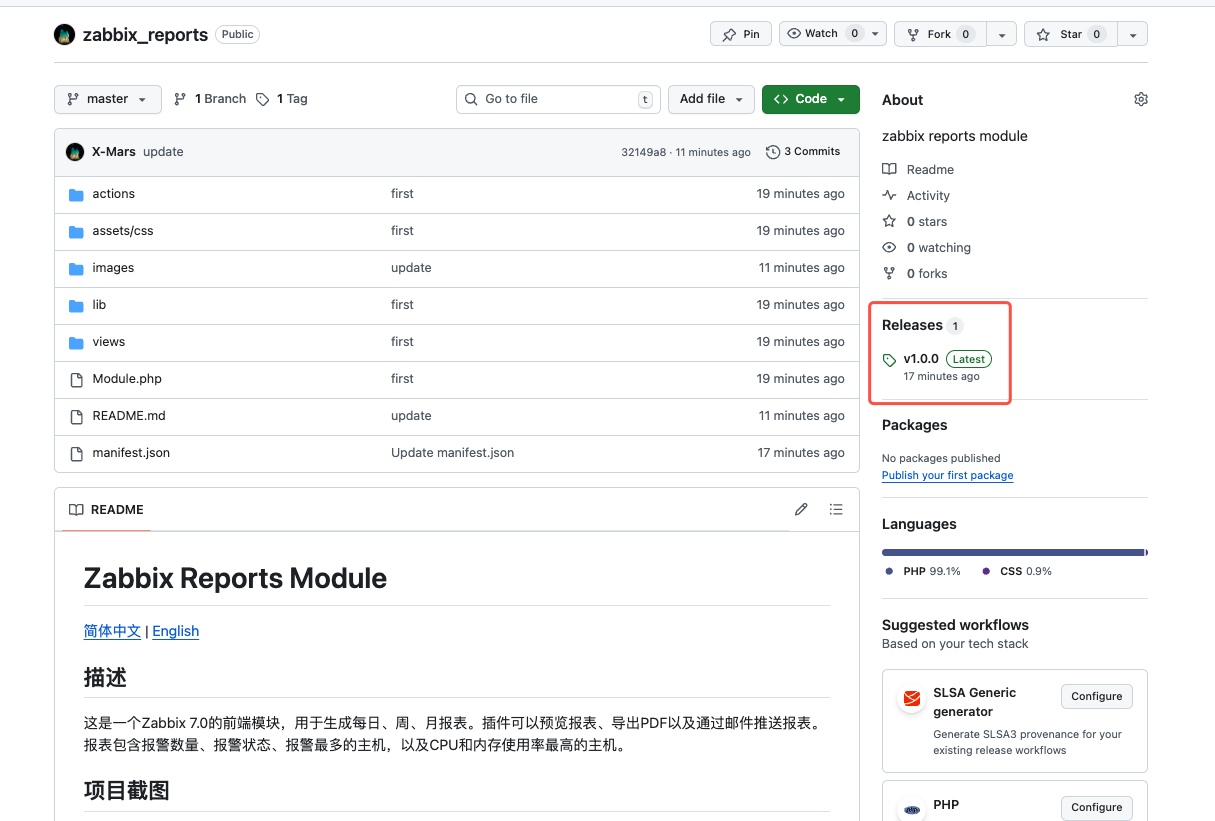 zabbix_reports Public
Pin Watch 0 Fork 0 Star 0
master 1 Branch 1 Tag Go to file t Add file Code
X-Mars update 32149a8 · 11 minutes ago 3 Commits
actions first 19 minutes ago
assets/css first 19 minutes ago
images update 11 minutes ago
lib first 19 minutes ago
views first 19 minutes ago
Module.php first 19 minutes ago
README.md update 11 minutes ago
manifest.json Update manifest.json 17 minutes ago
README
Zabbix Reports Module
简体中文 | English
描述
这是一个Zabbix 7.0的前端模块，用于生成每日、周、月报表。插件可以预览报表、导出PDF以及通过邮件推送报表。
报表包含报警数量、报警状态、报警最多的主机，以及CPU和内存使用率最高的主机。
项目截图
About
zabbix reports module
Readme
Activity
0 stars
0 watching
0 forks
Releases 1
v1.0.0 Latest
17 minutes ago
Packages
No packages published
Publish your first package
Languages
PHP 99.1% CSS 0.9%
Suggested workflows
Based on your tech stack
SLSA Generic
generator
Configure
Generate SLSA3 provenance for your
existing release workflows
PHP
Configure